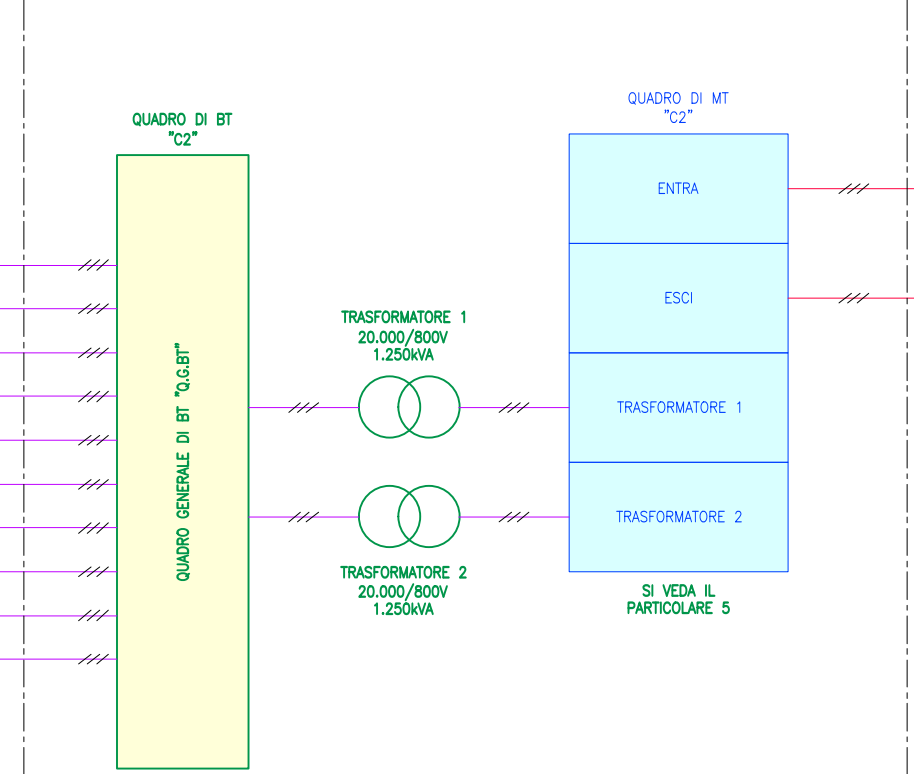 QUADRO DI BT
"C2"
QUADRO GENERALE DI BT "Q.G.BT"
TRASFORMATORE 1
20.000/800V
1.250kVA
TRASFORMATORE 2
20.000/800V
1.250kVA
QUADRO DI MT
"C2"
ENTRA
ESCI
TRASFORMATORE 1
TRASFORMATORE 2
SI VEDA IL
PARTICOLARE 5